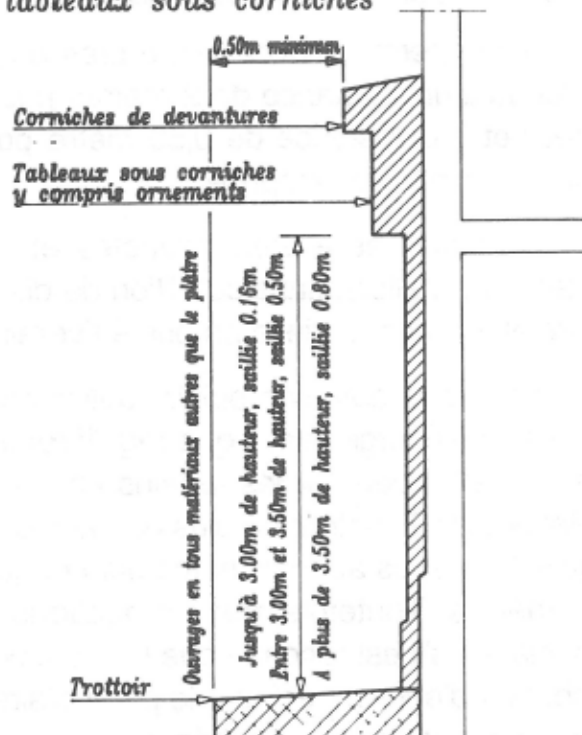 tableaux sous corniches
0.50m minimum
Corniches de devantures
Tableaux sous corniches
y compris ornements
Ouvrages en tous matériaux autres que le plâtre
Jusqu'à 3.00m de hauteur, saillie 0.16m
Entre 3.00m et 3.50m de hauteur, saillie 0.50m
A plus de 3.50m de hauteur, saillie 0.80m
Trottoir